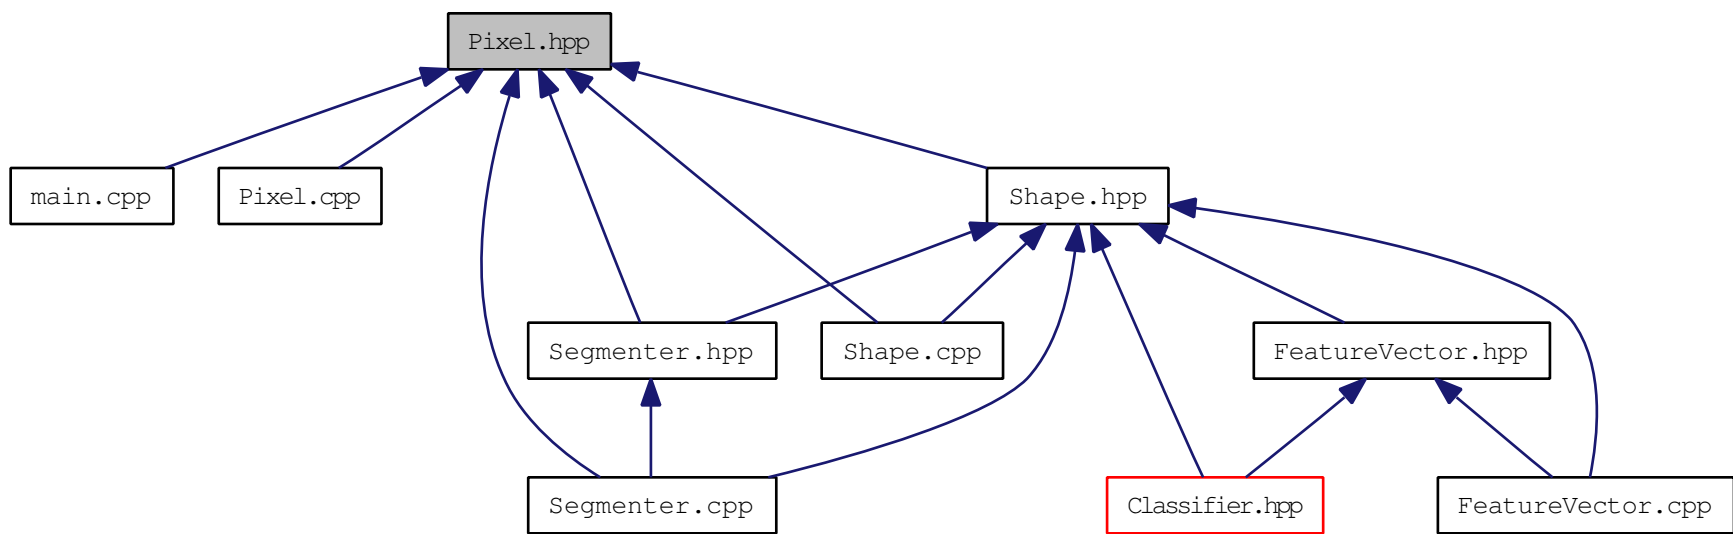 Pixel.hpp
main.cpp
Pixel.cpp
Shape.hpp
Segmenter.hpp
Shape.cpp
FeatureVector.hpp
Segmenter.cpp
Classifier.hpp
FeatureVector.cpp